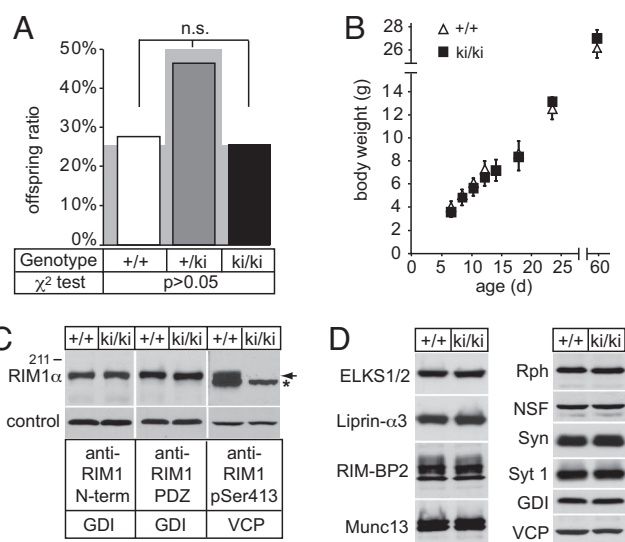 A
n.s.
50%
40%
30%
20%
10%
0%
offspring ratio
Genotype +/+ +/ki ki/ki
χ² test p>0.05
B
+/+
ki/ki
28
26
14
12
10
8
6
4
2
0
body weight (g)
0 5 10 15 20 25 60
age (d)
C
+/+ ki/ki +/+ ki/ki +/+ ki/ki
211
RIM1α
*
control
anti-RIM1 N-term anti-RIM1 PDZ anti-RIM1 pSer413
GDI GDI VCP
D
+/+ ki/ki
ELKS1/2
Liprin-α3
RIM-BP2
Munc13
+/+ ki/ki
Rph
NSF
Syn
Syt 1
GDI
VCP